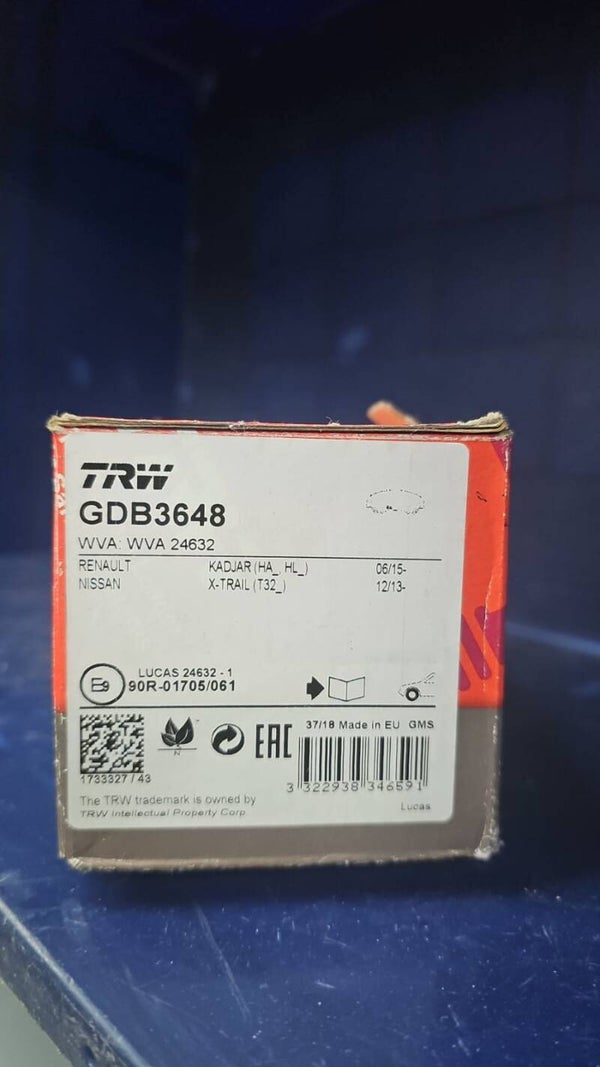 TRW
GDB3648
WVA: WVA 24632
RENAULT KADJAR (HA_, HL_) 06/15-
NISSAN X-TRAIL (T32_) 12/13-
LUCAS 24632 - 1
E9 90R-01705/061
37/18 Made in EU GMS
N
EAC
1733327 / 43
3 322938 346591
The TRW trademark is owned by
TRW Intellectual Property Corp
Lucas